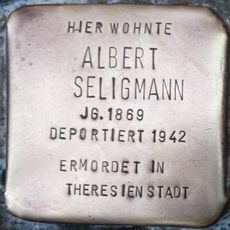 HIER WOHNTE
ALBERT
SELIGMANN
JG. 1869
DEPORTIERT 1942
ERMORDET IN
THERESIENSTADT